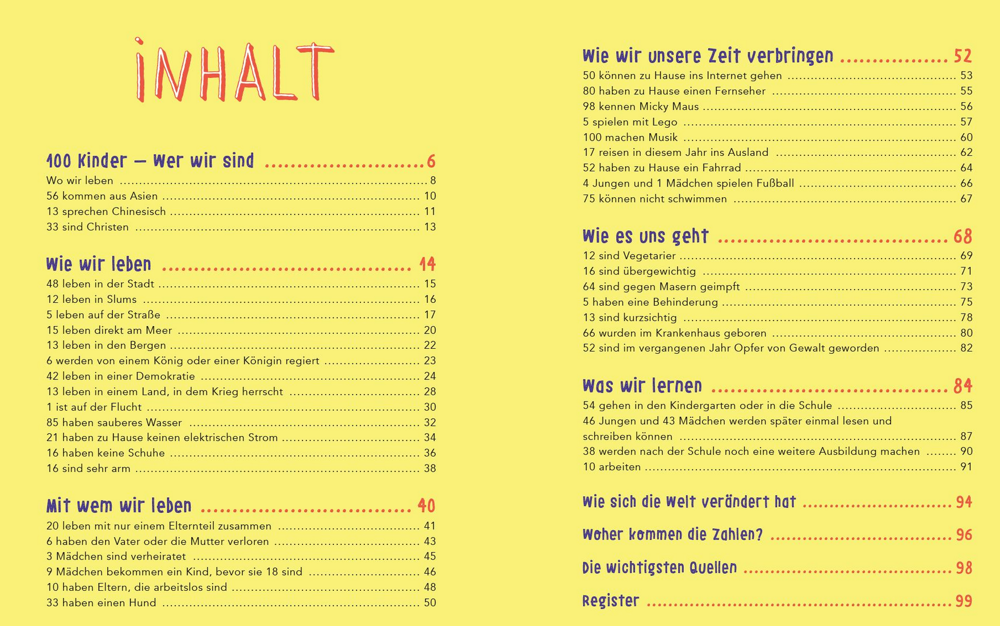 iNHALT
100 Kinder – Wer wir sind ........................ 6
Wo wir leben ........................ 8
56 kommen aus Asien ........................ 10
13 sprechen Chinesisch ........................ 11
33 sind Christen ........................ 13
Wie wir leben ........................ 14
48 leben in der Stadt ........................ 15
12 leben in Slums ........................ 16
5 leben auf der Straße ........................ 17
15 leben direkt am Meer ........................ 20
13 leben in den Bergen ........................ 22
6 werden von einem König oder einer Königin regiert ........................ 23
42 leben in einer Demokratie ........................ 24
13 leben in einem Land, in dem Krieg herrscht ........................ 28
1 ist auf der Flucht ........................ 30
85 haben sauberes Wasser ........................ 32
21 haben zu Hause keinen elektrischen Strom ........................ 34
16 haben keine Schuhe ........................ 36
16 sind sehr arm ........................ 38
Mit wem wir leben ........................ 40
20 leben mit nur einem Elternteil zusammen ........................ 41
6 haben den Vater oder die Mutter verloren ........................ 43
3 Mädchen sind verheiratet ........................ 45
9 Mädchen bekommen ein Kind, bevor sie 18 sind ........................ 46
10 haben Eltern, die arbeitslos sind ........................ 48
33 haben einen Hund ........................ 50
Wie wir unsere Zeit verbringen ................ 52
50 können zu Hause ins Internet gehen ........................ 53
80 haben zu Hause einen Fernseher ........................ 55
98 kennen Micky Maus ........................ 56
5 spielen mit Lego ........................ 57
100 machen Musik ........................ 60
17 reisen in diesem Jahr ins Ausland ........................ 62
52 haben zu Hause ein Fahrrad ........................ 64
4 Jungen und 1 Mädchen spielen Fußball ........................ 66
75 können nicht schwimmen ........................ 67
Wie es uns geht ........................ 68
12 sind Vegetarier ........................ 69
16 sind übergewichtig ........................ 71
64 sind gegen Masern geimpft ........................ 73
5 haben eine Behinderung ........................ 75
13 sind kurzsichtig ........................ 78
66 wurden im Krankenhaus geboren ........................ 80
52 sind im vergangenen Jahr Opfer von Gewalt geworden ................ 82
Was wir lernen ........................ 84
54 gehen in den Kindergarten oder in die Schule ........................ 85
46 Jungen und 43 Mädchen werden später einmal lesen und
schreiben können ........................ 87
38 werden nach der Schule noch eine weitere Ausbildung machen ........ 90
10 arbeiten ........................ 91
Wie sich die Welt verändert hat ........................ 94
Woher kommen die Zahlen? ........................ 96
Die wichtigsten Quellen ........................ 98
Register ........................ 99